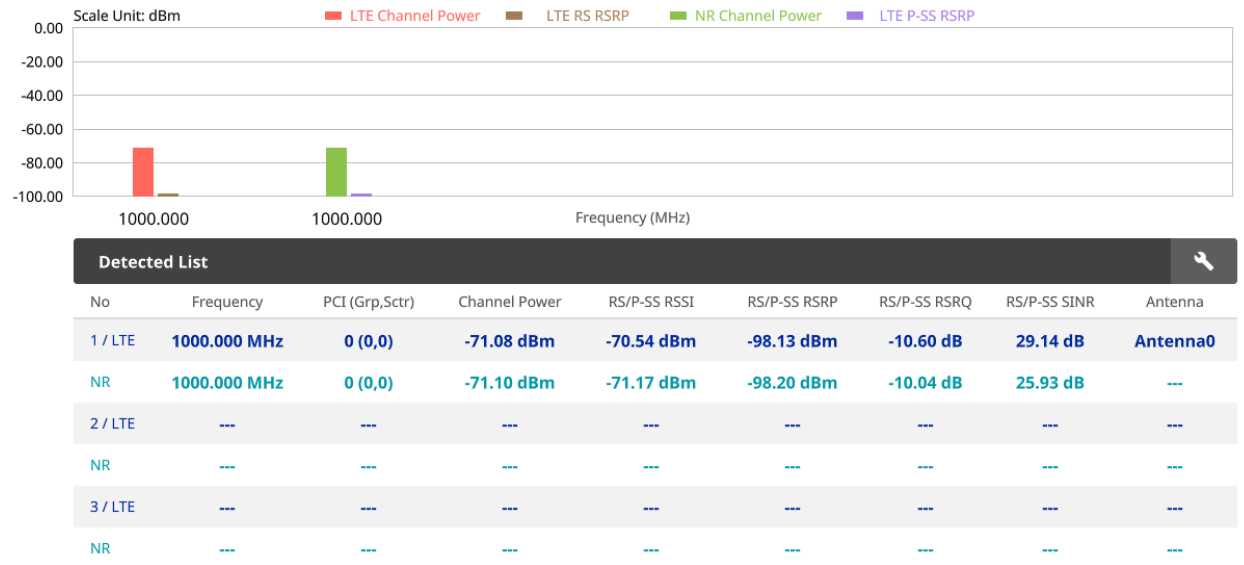 Scale Unit: dBm LTE Channel Power LTE RS RSRP NR Channel Power LTE P-SS RSRP
0.00
-20.00
-40.00
-60.00
-80.00
-100.00
1000.000 1000.000 Frequency (MHz)
Detected List
No Frequency PCI (Grp,Sctr) Channel Power RS/P-SS RSSI RS/P-SS RSRP RS/P-SS RSRQ RS/P-SS SINR Antenna
1 / LTE 1000.000 MHz 0 (0,0) -71.08 dBm -70.54 dBm -98.13 dBm -10.60 dB 29.14 dB Antenna0
NR 1000.000 MHz 0 (0,0) -71.10 dBm -71.17 dBm -98.20 dBm -10.04 dB 25.93 dB ---
2 / LTE --- --- --- --- --- --- --- ---
NR --- --- --- --- --- --- --- ---
3 / LTE --- --- --- --- --- --- --- ---
NR --- --- --- --- --- --- --- ---